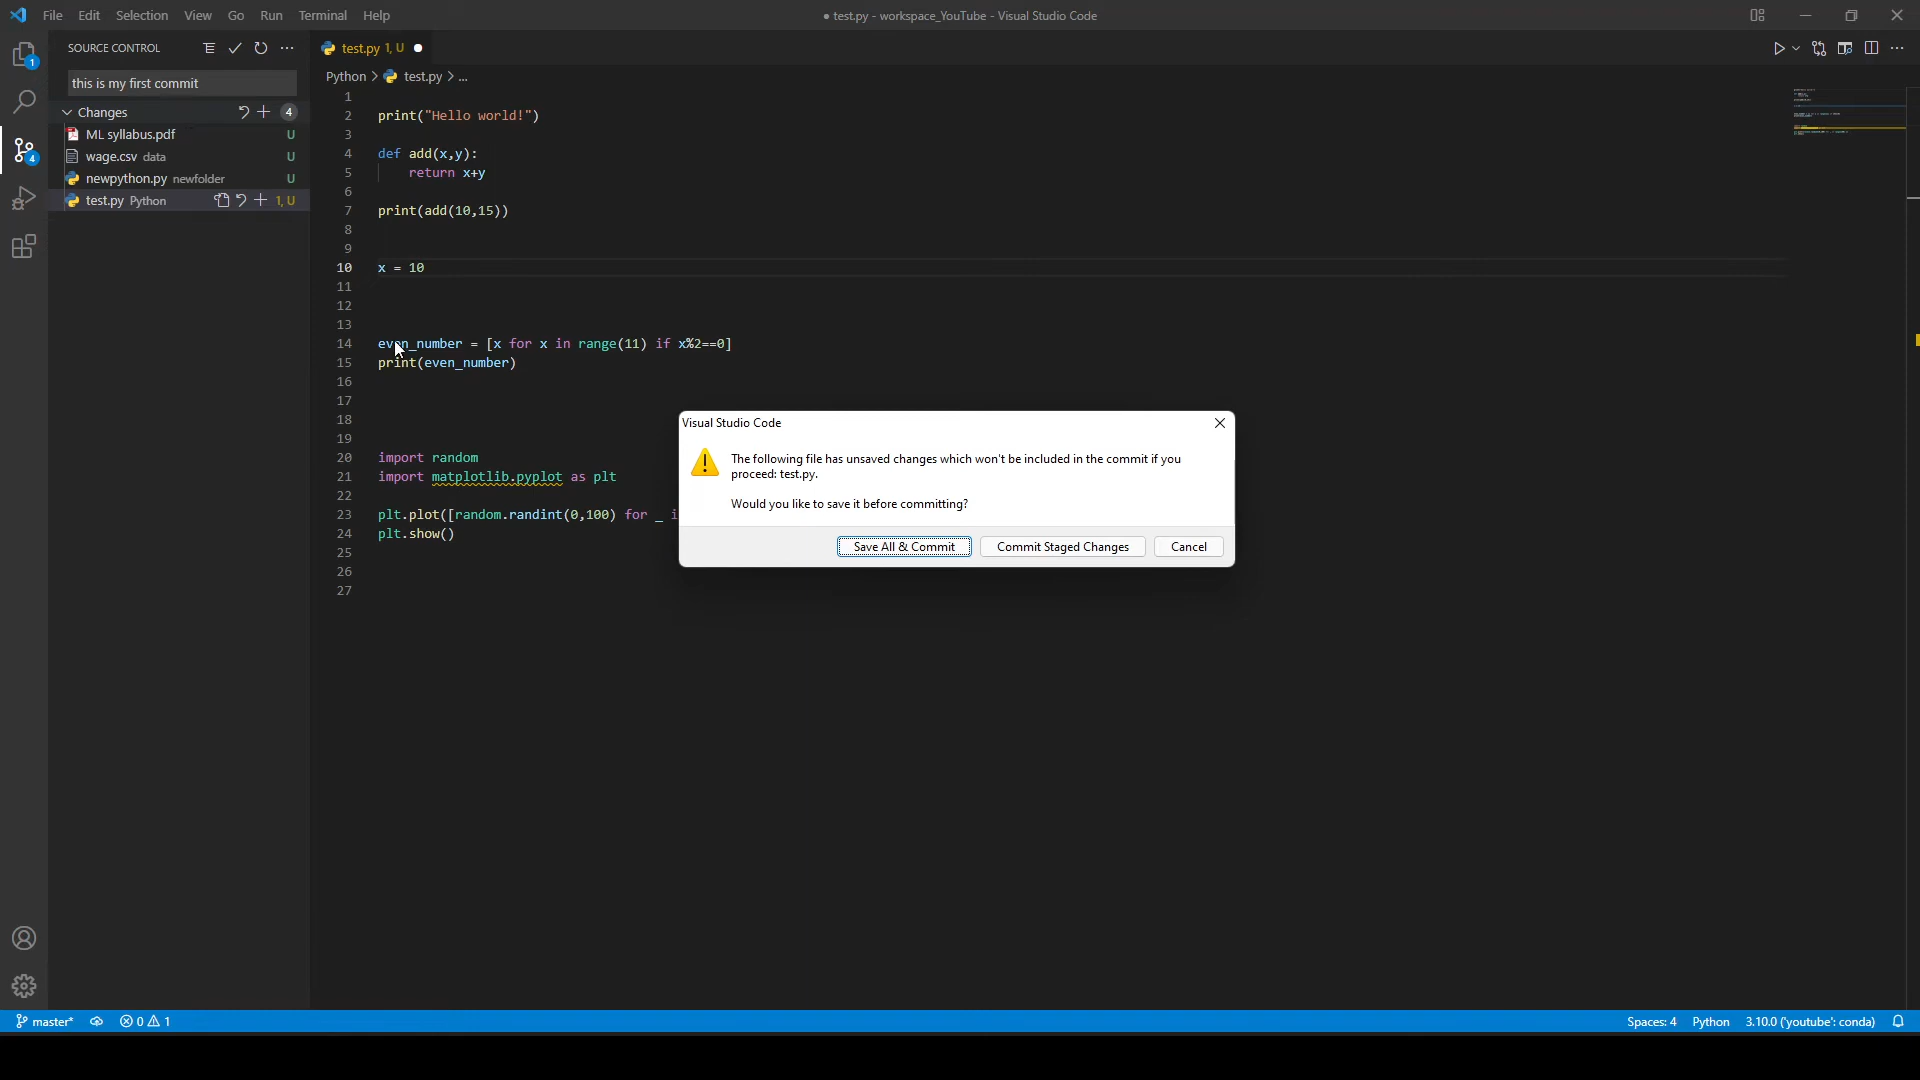 File Edit Selection View Go Run Terminal Help
● test.py - workspace_YouTube - Visual Studio Code
SOURCE CONTROL
test.py 1, U
1
this is my first commit
Python > test.py > ...
Changes 4
ML syllabus.pdf U
wage.csv data U
newpython.py newfolder U
test.py Python 1, U
4
1
2 print("Hello world!")
3
4 def add(x,y):
5 return x+y
6
7 print(add(10,15))
8
9
10 x = 10
11
12
13
14 even_number = [x for x in range(11) if x%2==0]
15 print(even_number)
16
17
18
19
20 import random
21 import matplotlib.pyplot as plt
22
23 plt.plot([random.randint(0,100) for _ i
24 plt.show()
25
26
27
Visual Studio Code
The following file has unsaved changes which won't be included in the commit if you
proceed: test.py.
Would you like to save it before committing?
Save All & Commit
Commit Staged Changes
Cancel
master* 0 1
Spaces: 4 Python 3.10.0 ('youtube': conda)